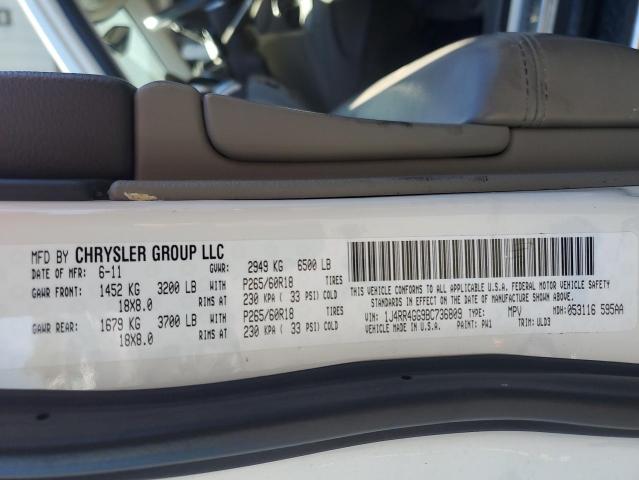 MFD BY CHRYSLER GROUP LLC
DATE OF MFR: 6-11 GVWR: 2949 KG 6500 LB
GAWR FRONT: 1452 KG 3200 LB WITH P265/60R18 TIRES
18X8.0 RIMS AT 230 KPA ( 33 PSI) COLD
GAWR REAR: 1679 KG 3700 LB WITH P265/60R18 TIRES
18X8.0 RIMS AT 230 KPA ( 33 PSI) COLD
THIS VEHICLE CONFORMS TO ALL APPLICABLE U.S.A. FEDERAL MOTOR VEHICLE SAFETY
STANDARDS IN EFFECT ON THE DATE OF MANUFACTURE SHOWN ABOVE
VIN: 1J4RR4GG9BC736809 TYPE: MPV MDH: 053116 595AA
PAINT: PW1 TRIM: ULD3